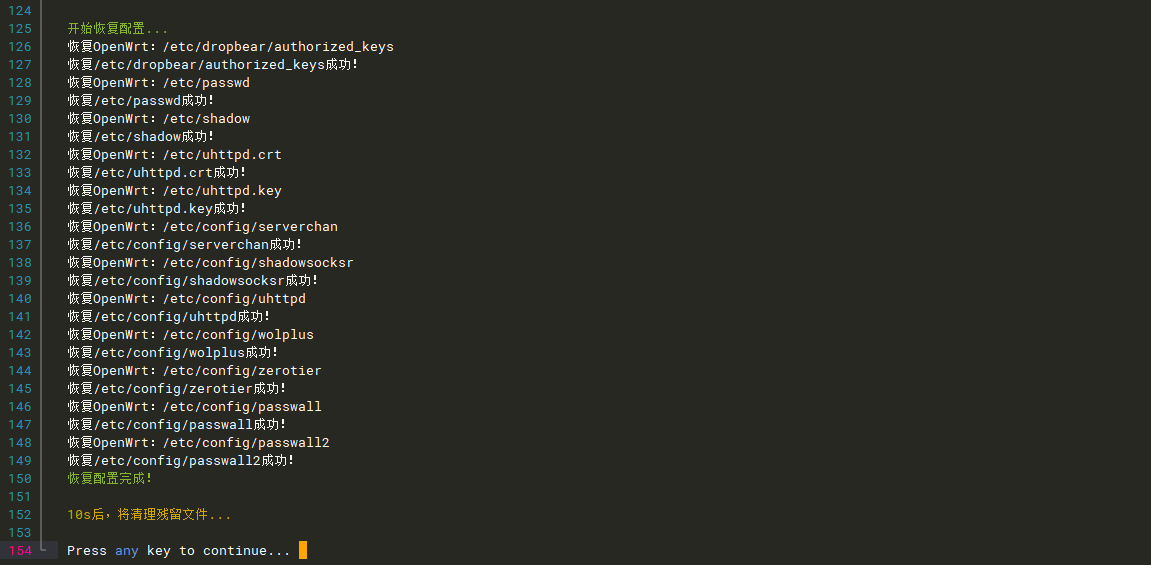 124
125 开始恢复配置...
126 恢复OpenWrt：/etc/dropbear/authorized_keys
127 恢复/etc/dropbear/authorized_keys成功！
128 恢复OpenWrt：/etc/passwd
129 恢复/etc/passwd成功！
130 恢复OpenWrt：/etc/shadow
131 恢复/etc/shadow成功！
132 恢复OpenWrt：/etc/uhttpd.crt
133 恢复/etc/uhttpd.crt成功！
134 恢复OpenWrt：/etc/uhttpd.key
135 恢复/etc/uhttpd.key成功！
136 恢复OpenWrt：/etc/config/serverchan
137 恢复/etc/config/serverchan成功！
138 恢复OpenWrt：/etc/config/shadowsocksr
139 恢复/etc/config/shadowsocksr成功！
140 恢复OpenWrt：/etc/config/uhttpd
141 恢复/etc/config/uhttpd成功！
142 恢复OpenWrt：/etc/config/wolplus
143 恢复/etc/config/wolplus成功！
144 恢复OpenWrt：/etc/config/zerotier
145 恢复/etc/config/zerotier成功！
146 恢复OpenWrt：/etc/config/passwall
147 恢复/etc/config/passwall成功！
148 恢复OpenWrt：/etc/config/passwall2
149 恢复/etc/config/passwall2成功！
150 恢复配置完成！
151
152 10s后，将清理残留文件...
153
154 Press any key to continue...